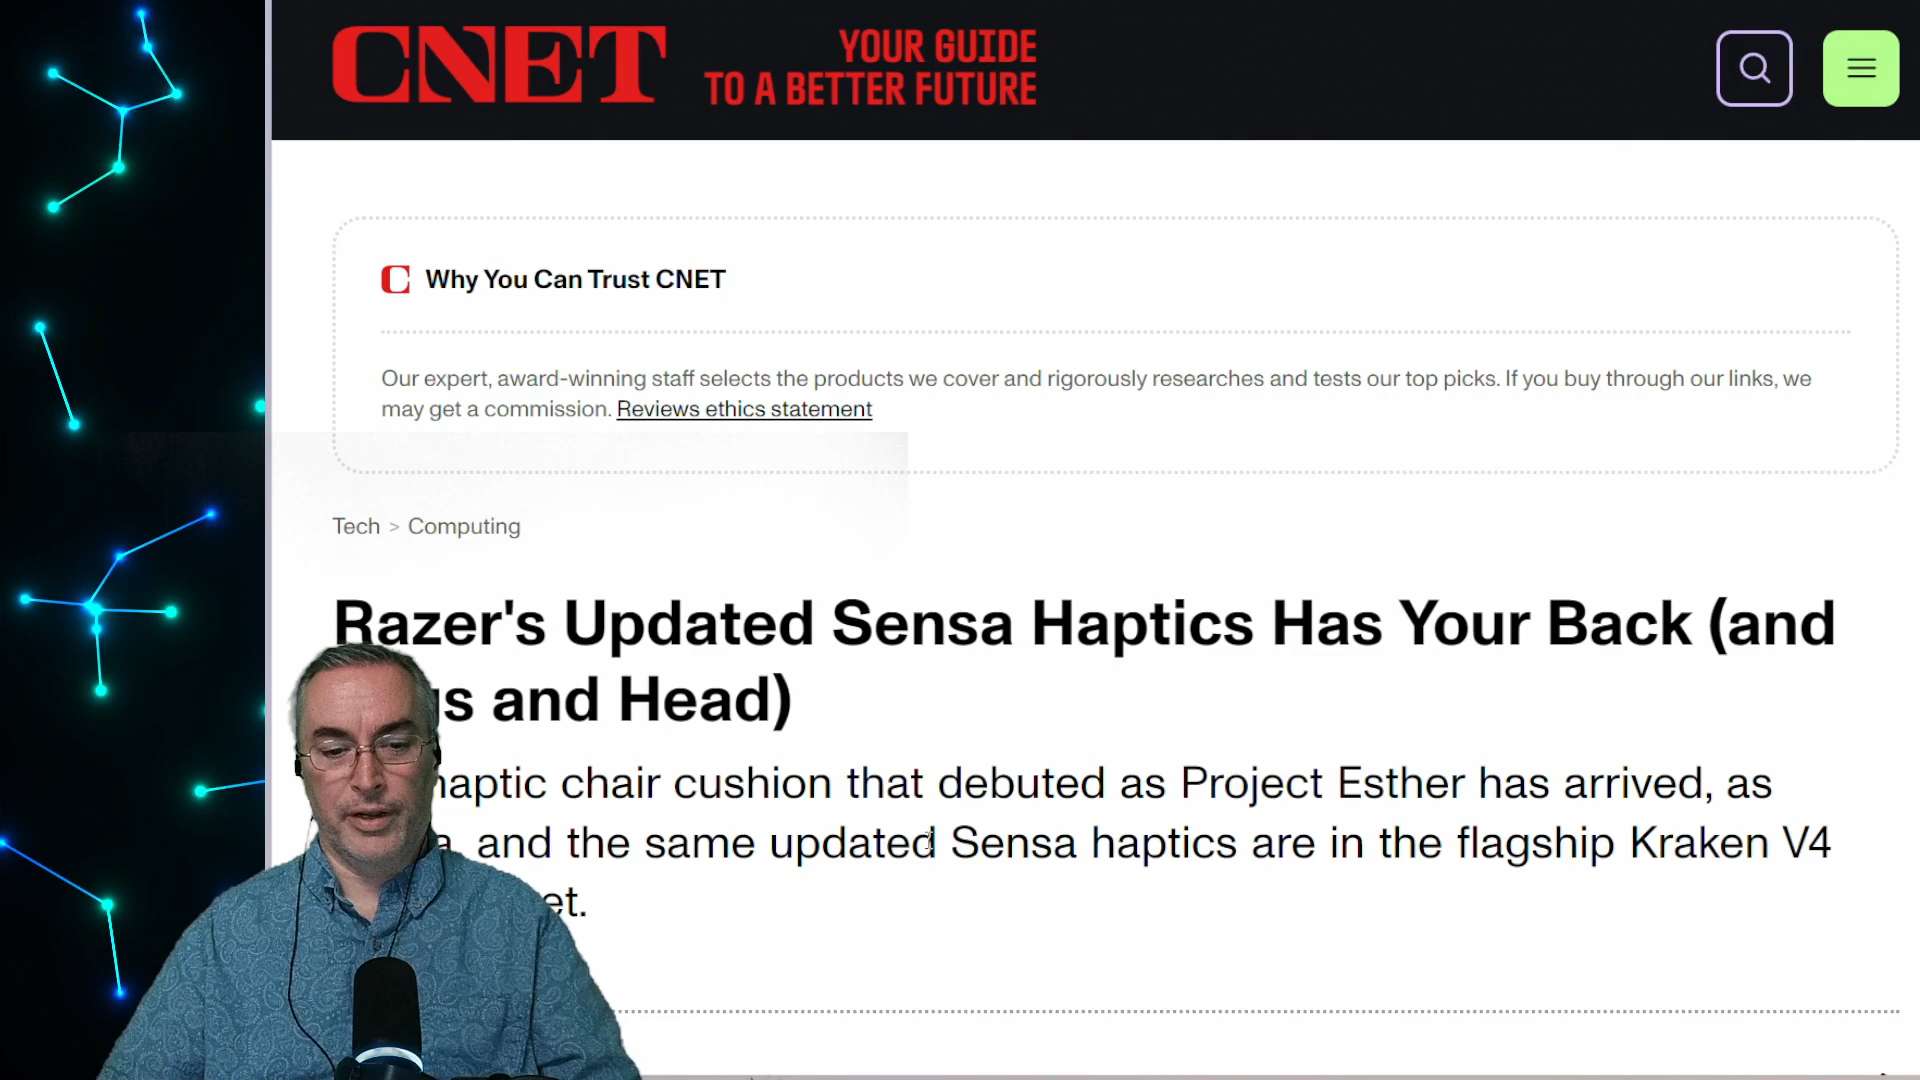 CNET
YOUR GUIDE
TO A BETTER FUTURE
Why You Can Trust CNET
Our expert, award-winning staff selects the products we cover and rigorously researches and tests our top picks. If you buy through our links, we
may get a commission. Reviews ethics statement
Tech > Computing
Razer's Updated Sensa Haptics Has Your Back (and
and Head)
haptic chair cushion that debuted as Project Esther has arrived, as
and the same updated Sensa haptics are in the flagship Kraken V4